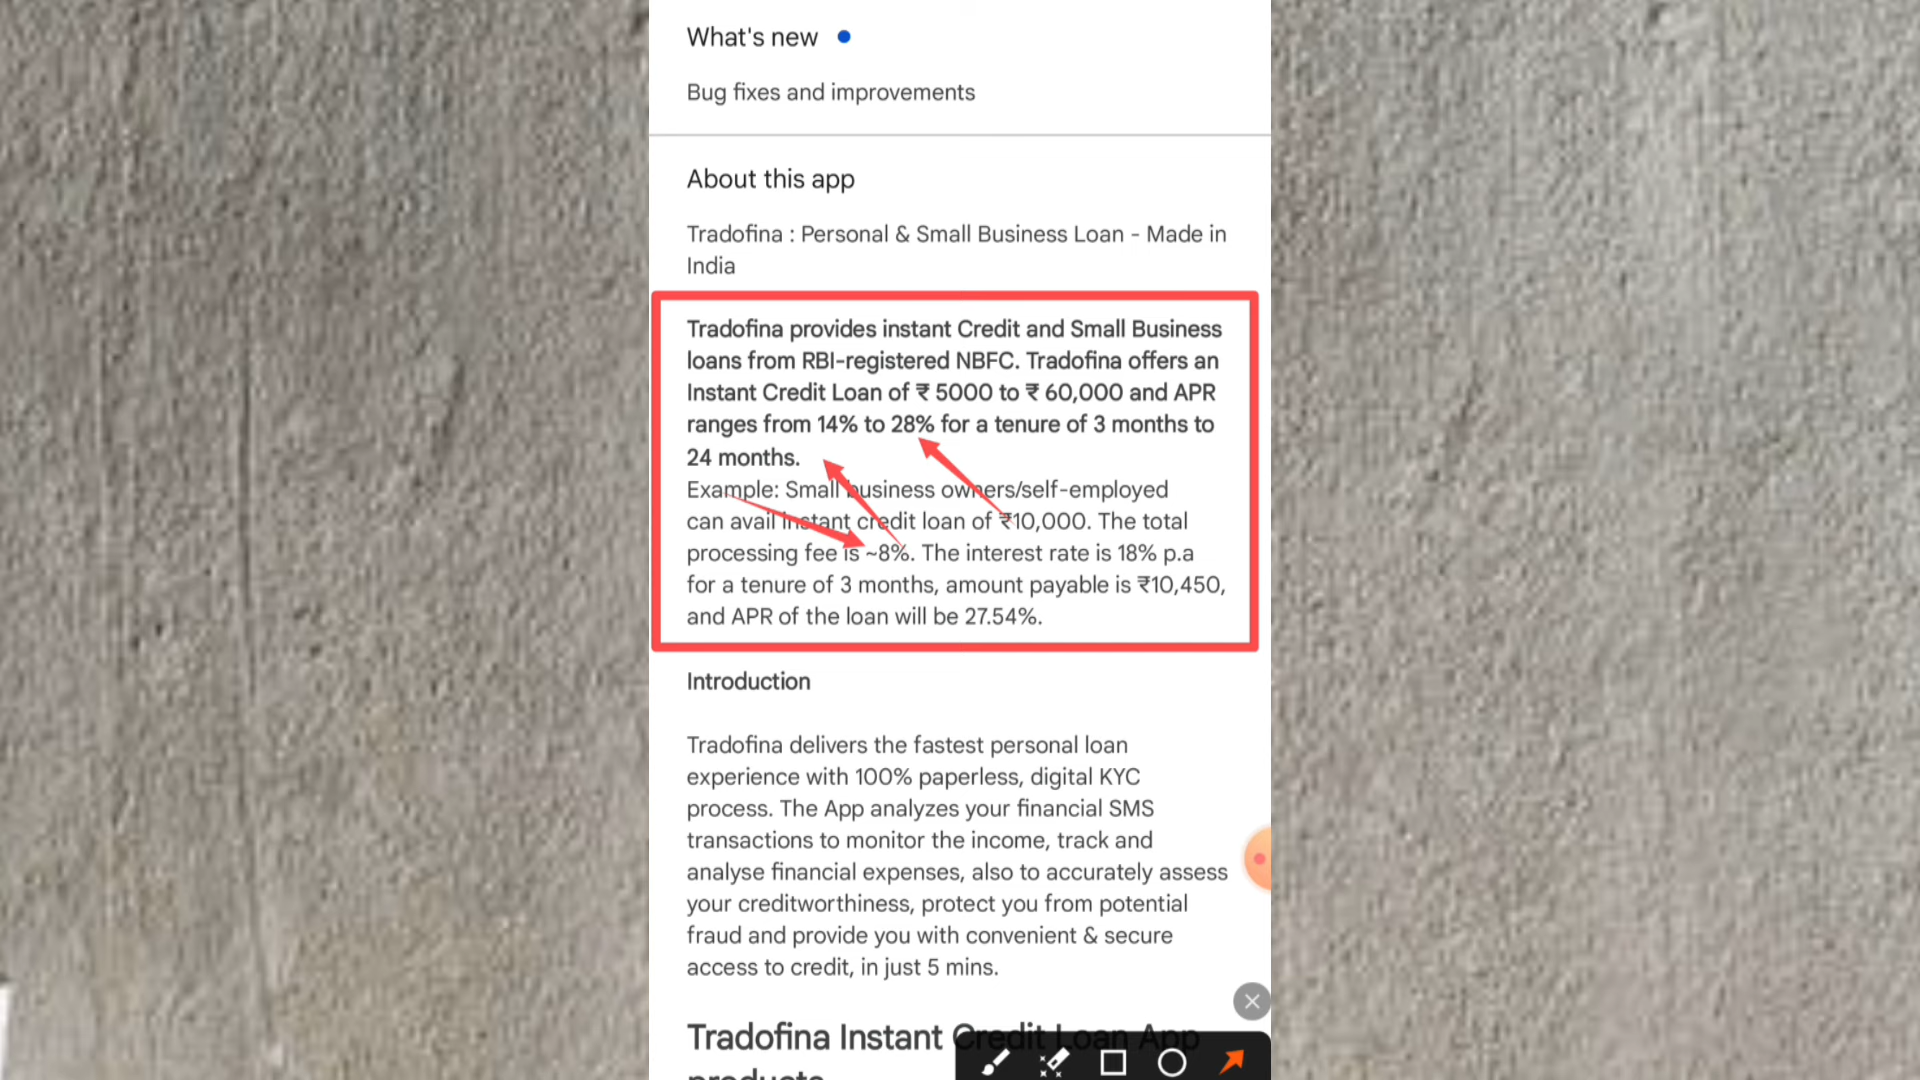 What's new
Bug fixes and improvements
About this app
Tradofina : Personal & Small Business Loan - Made in
India
Tradofina provides instant Credit and Small Business
loans from RBI-registered NBFC. Tradofina offers an
Instant Credit Loan of ₹ 5000 to ₹ 60,000 and APR
ranges from 14% to 28% for a tenure of 3 months to
24 months.
Example: Small business owners/self-employed
can avail instant credit loan of ₹10,000. The total
processing fee is ~8%. The interest rate is 18% p.a
for a tenure of 3 months, amount payable is ₹10,450,
and APR of the loan will be 27.54%.
Introduction
Tradofina delivers the fastest personal loan
experience with 100% paperless, digital KYC
process. The App analyzes your financial SMS
transactions to monitor the income, track and
analyse financial expenses, also to accurately assess
your creditworthiness, protect you from potential
fraud and provide you with convenient & secure
access to credit, in just 5 mins.
Tradofina Instant Credit Loan App
products